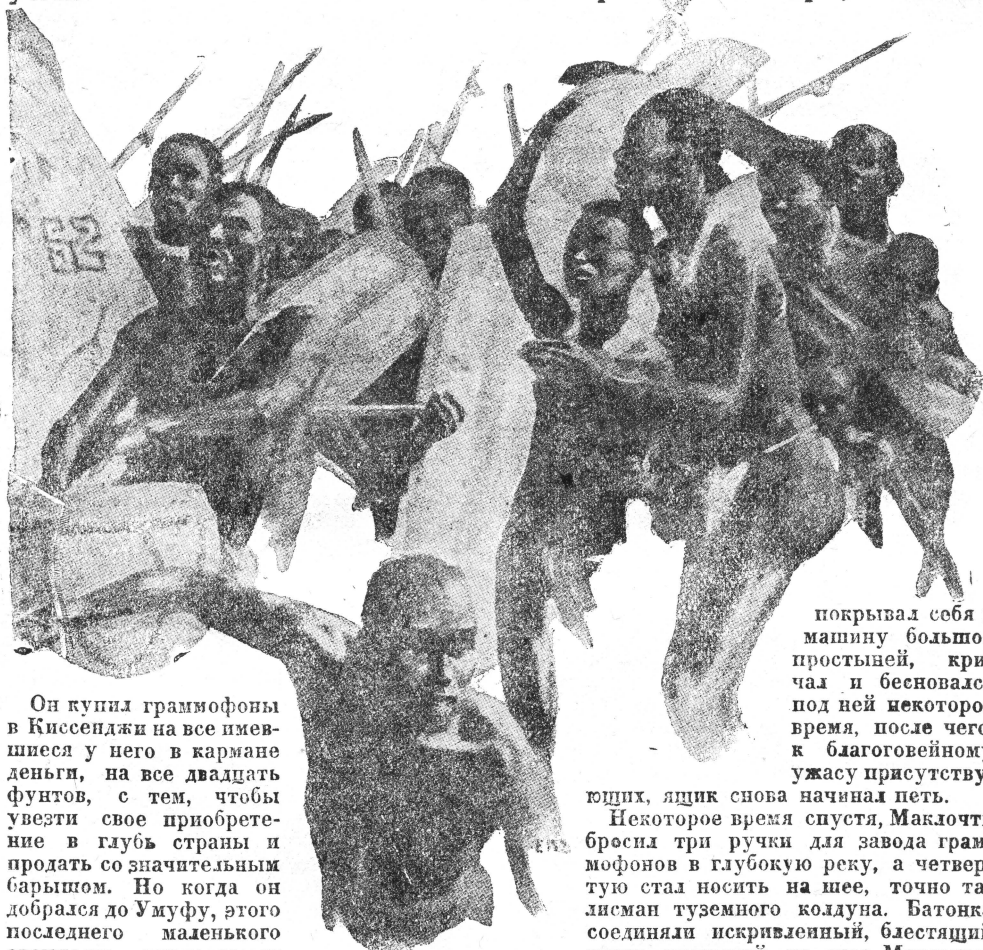 Он купил граммофоны
в Киссенджи на все имев-
шиеся у него в кармане
деньги, на все двадцать
фунтов, с тем, чтобы
увезти свое приобрете-
ние в глубь страны и
продать со значительным
барышом. Но когда он
добрался до Умуфу, этого
последнего маленького
покрывал себя
машину большо
простыней, кри
чал и бесновалс
под ней некоторо
время, после чего
к благоговейном
ужасу присутству
ющих, ящик снова начинал петь.
Некоторое время спустя, Маклочт
бросил три ручки для завода грам
мофонов в глубокую реку, а четвер
тую стал носить на шее, точно та
лисман туземного колдуна. Батонк
соединяли искривленный, блестящи